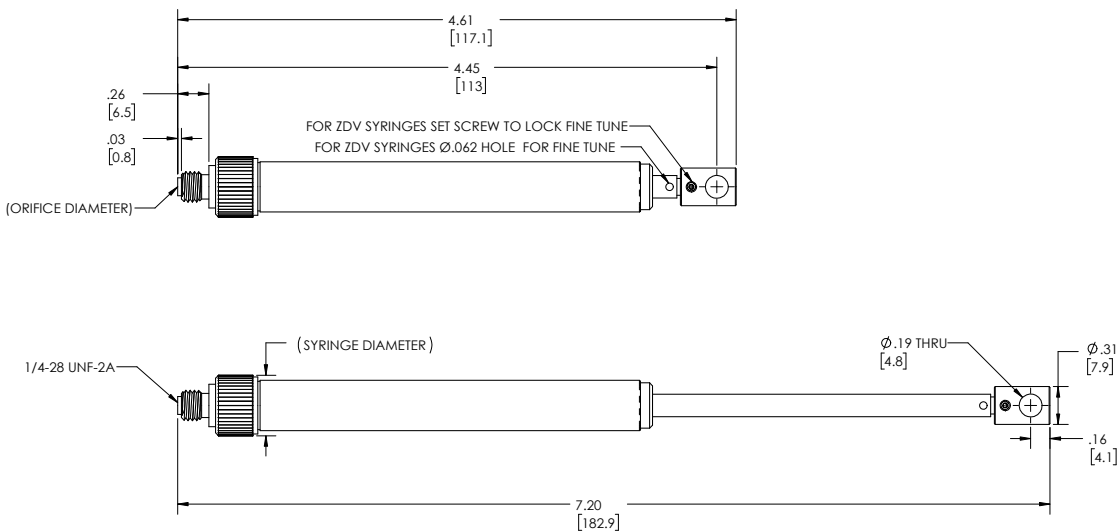 4.61
[117.1]
4.45
[113]
.26
[6.5]
.03
[0.8]
FOR ZDV SYRINGES SET SCREW TO LOCK FINE TUNE
FOR ZDV SYRINGES Ø.062 HOLE FOR FINE TUNE
(ORIFICE DIAMETER)
(SYRINGE DIAMETER)
1/4-28 UNF-2A
Ø.19 THRU
[4.8]
Ø.31
[7.9]
.16
[4.1]
7.20
[182.9]